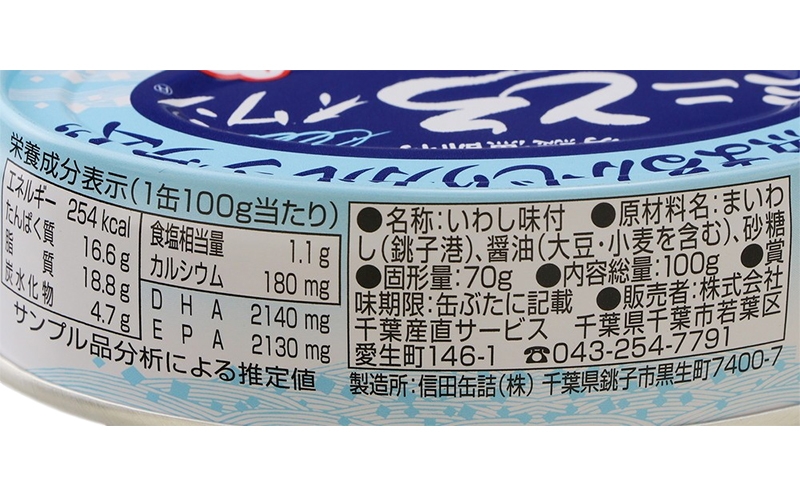 とろ
イワシ
栄養成分表示(1缶100g当たり)
エネルギー 254 kcal
たんぱく質 16.6g
脂質 18.8g
炭水化物 4.7g
食塩相当量 1.1g
カルシウム 180 mg
DHA 2140 mg
EPA 2130 mg
サンプル品分析による推定値
●名称:いわし味付 ●原材料名:まいわ
し(銚子港)、醤油(大豆・小麦を含む)、砂糖
●固形量:70g ●内容総量:100g ●賞
味期限:缶ぶたに記載 ●販売者:株式会社
千葉産直サービス 千葉県千葉市若葉区
愛生町146-1 ☎043-254-7791
製造所:信田缶詰(株) 千葉県銚子市黒生町7400-7